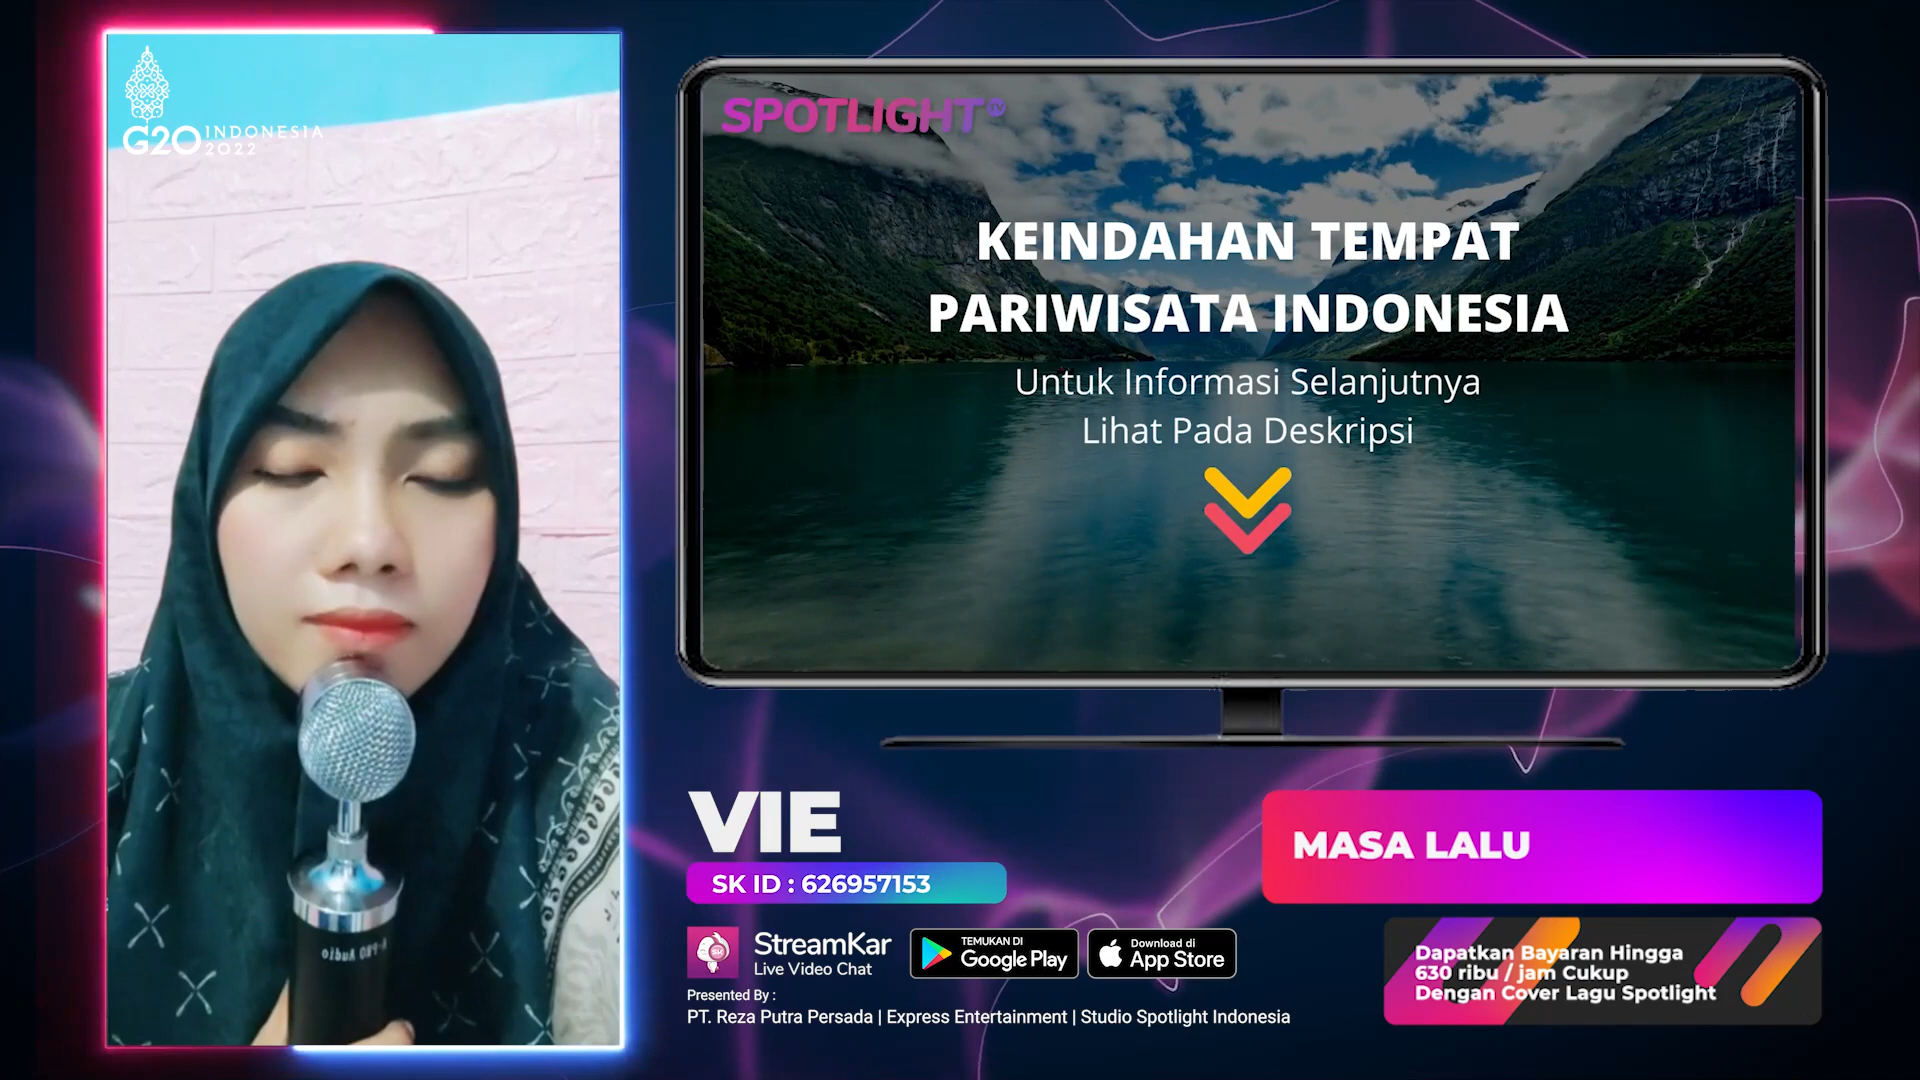 G20 INDONESIA
2022
SPOTLIGHT TV
KEINDAHAN TEMPAT
PARIWISATA INDONESIA
Untuk Informasi Selanjutnya
Lihat Pada Deskripsi
VIE
SK ID : 626957153
MASA LALU
SK
StreamKar
Live Video Chat
TEMUKAN DI
Google Play
Download di
App Store
Presented By :
PT. Reza Putra Persada | Express Entertainment | Studio Spotlight Indonesia
Dapatkan Bayaran Hingga
630 ribu / jam Cukup
Dengan Cover Lagu Spotlight